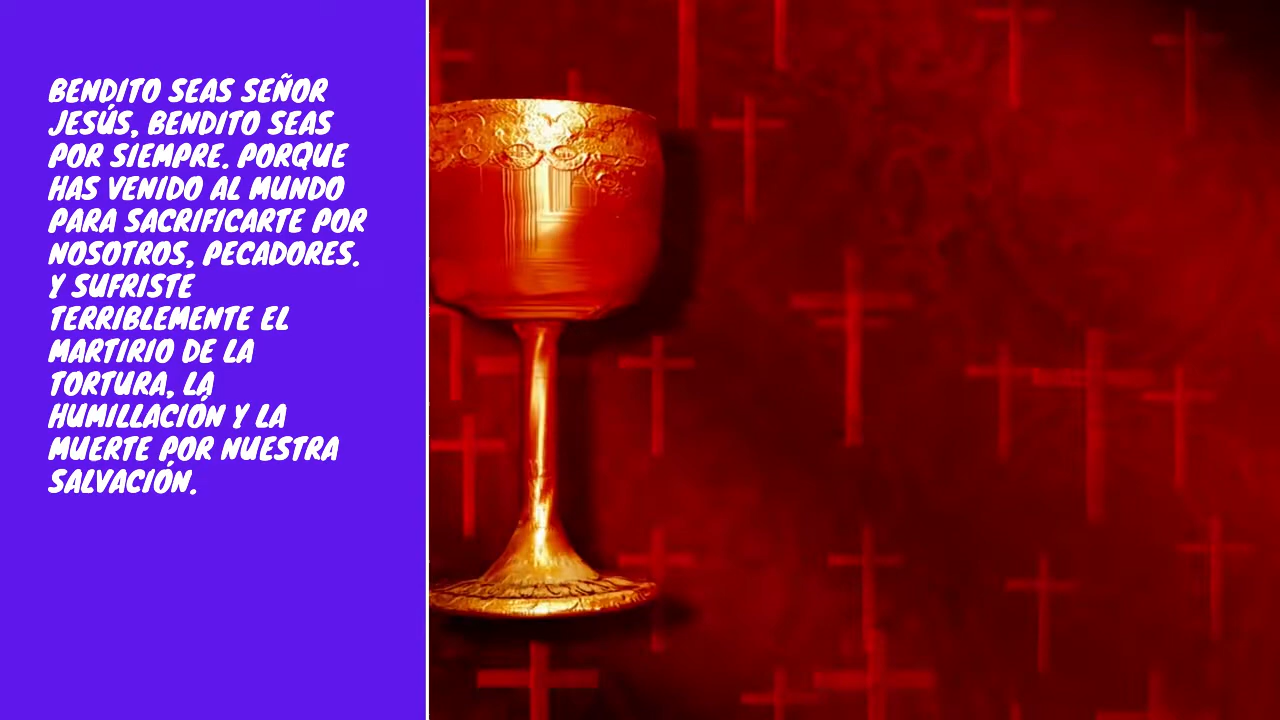 BENDITO SEAS SEÑOR
JESÚS, BENDITO SEAS
POR SIEMPRE. PORQUE
HAS VENIDO AL MUNDO
PARA SACRIFICARTE POR
NOSOTROS, PECADORES.
Y SUFRISTE
TERRIBLEMENTE EL
MARTIRIO DE LA
TORTURA, LA
HUMILLACIÓN Y LA
MUERTE POR NUESTRA
SALVACIÓN.